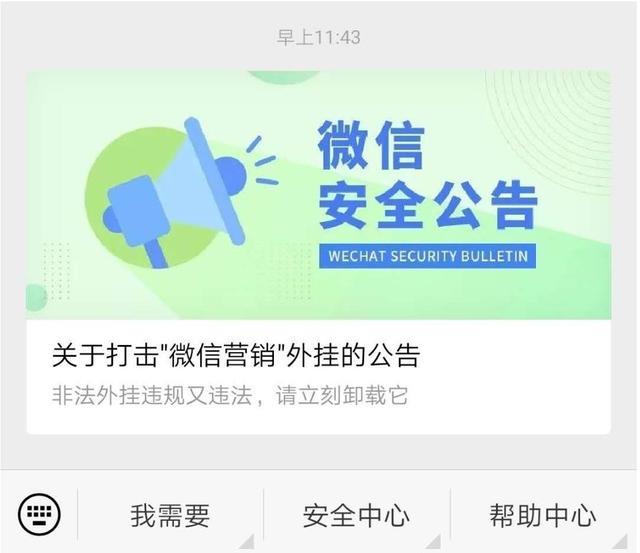 早上11:43
微信
安全公告
WECHAT SECURITY BULLETIN
关于打击"微信营销"外挂的公告
非法外挂违规又违法，请立刻卸载它
我需要 安全中心 帮助中心